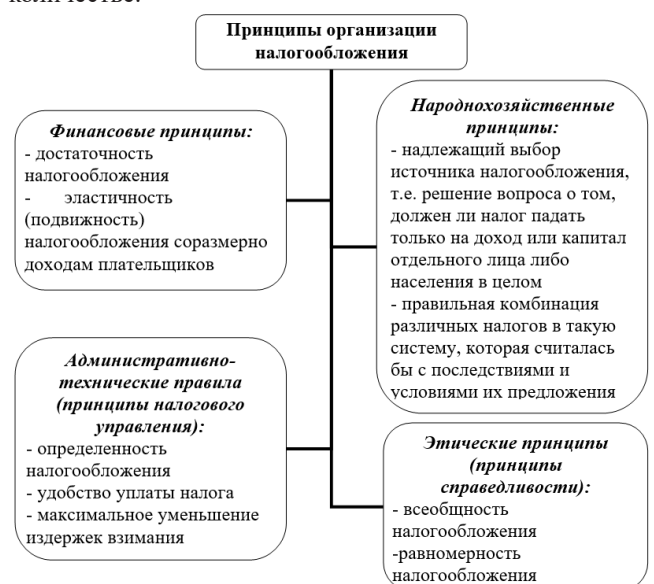 количестве.
Принципы организации
налогообложения
Финансовые принципы:
- достаточность
налогообложения
- эластичность
(подвижность)
налогообложения соразмерно
доходам плательщиков
Народнохозяйственные
принципы:
- надлежащий выбор
источника налогообложения,
т.е. решение вопроса о том,
должен ли налог падать
только на доход или капитал
отдельного лица либо
населения в целом
- правильная комбинация
различных налогов в такую
систему, которая считалась
бы с последствиями и
условиями их предложения
Административно-
технические правила
(принципы налогового
управления):
- определенность
налогообложения
- удобство уплаты налога
- максимальное уменьшение
издержек взимания
Этические принципы
(принципы
справедливости):
- всеобщность
налогообложения
-равномерность
налогообложения